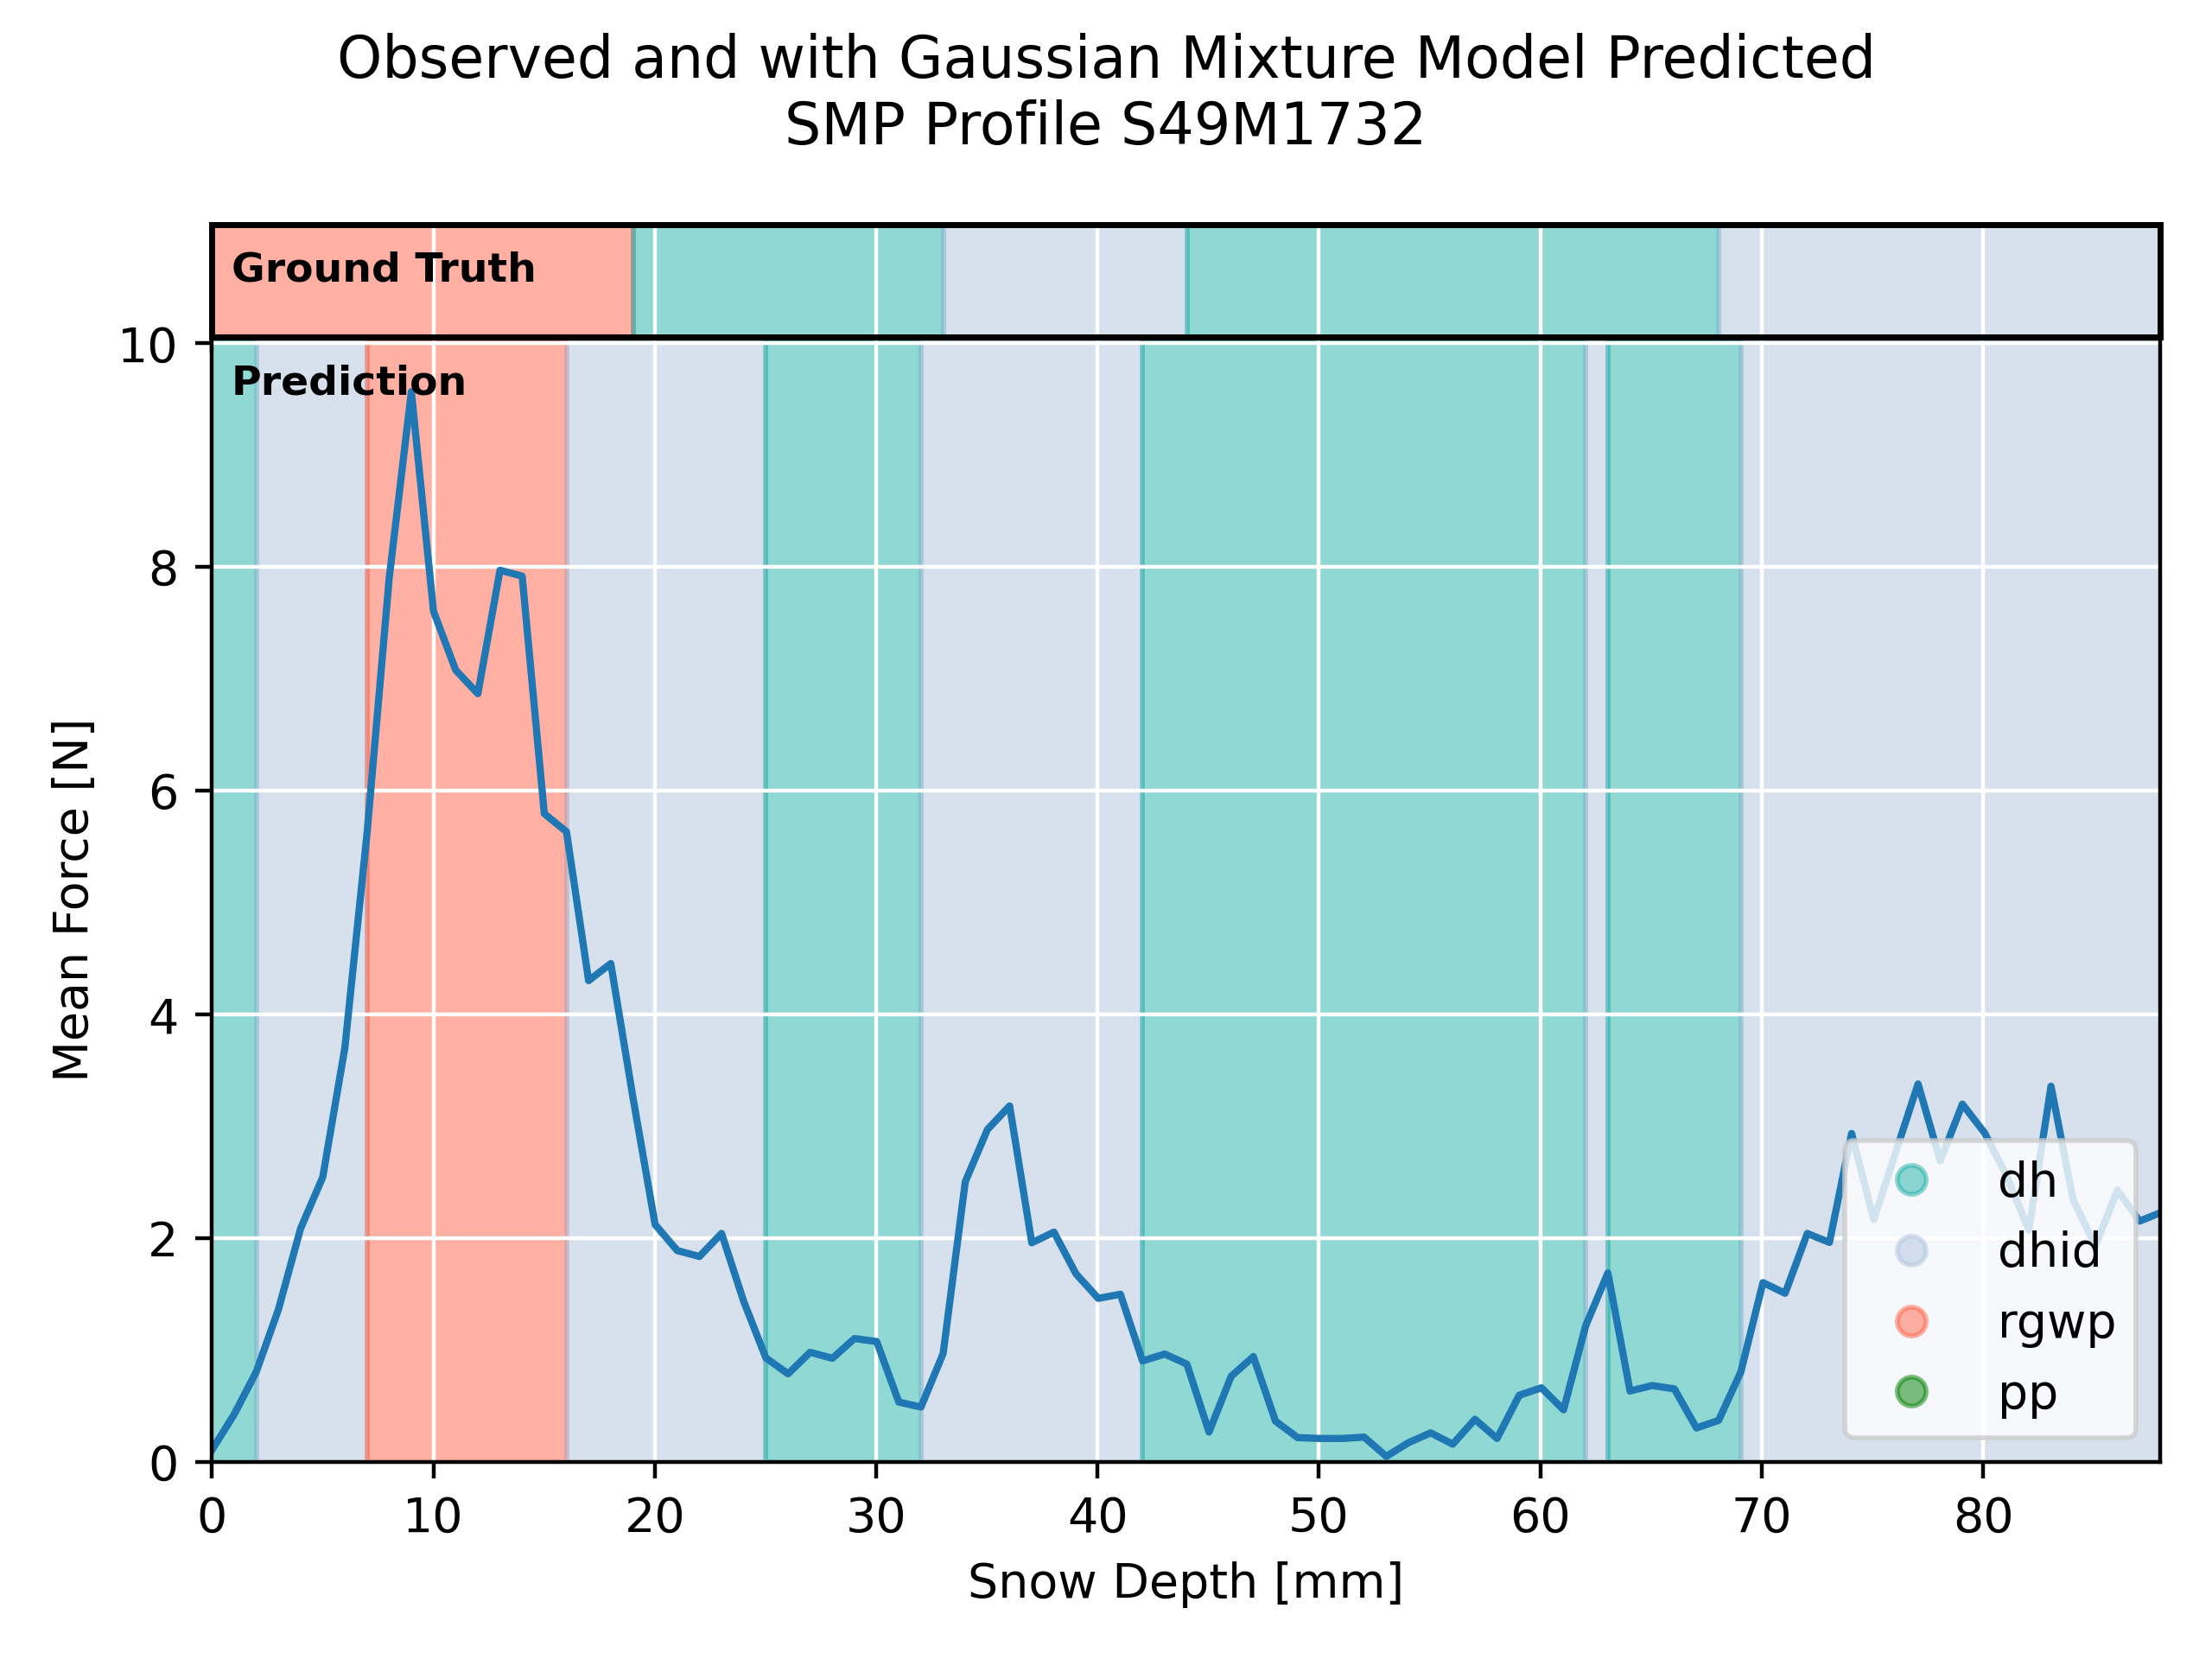 Observed and with Gaussian Mixture Model Predicted
SMP Profile S49M1732
Ground Truth
Prediction
10
8
6
4
2
0
Mean Force [N]
dh
dhid
rgwp
pp
0 10 20 30 40 50 60 70 80
Snow Depth [mm]